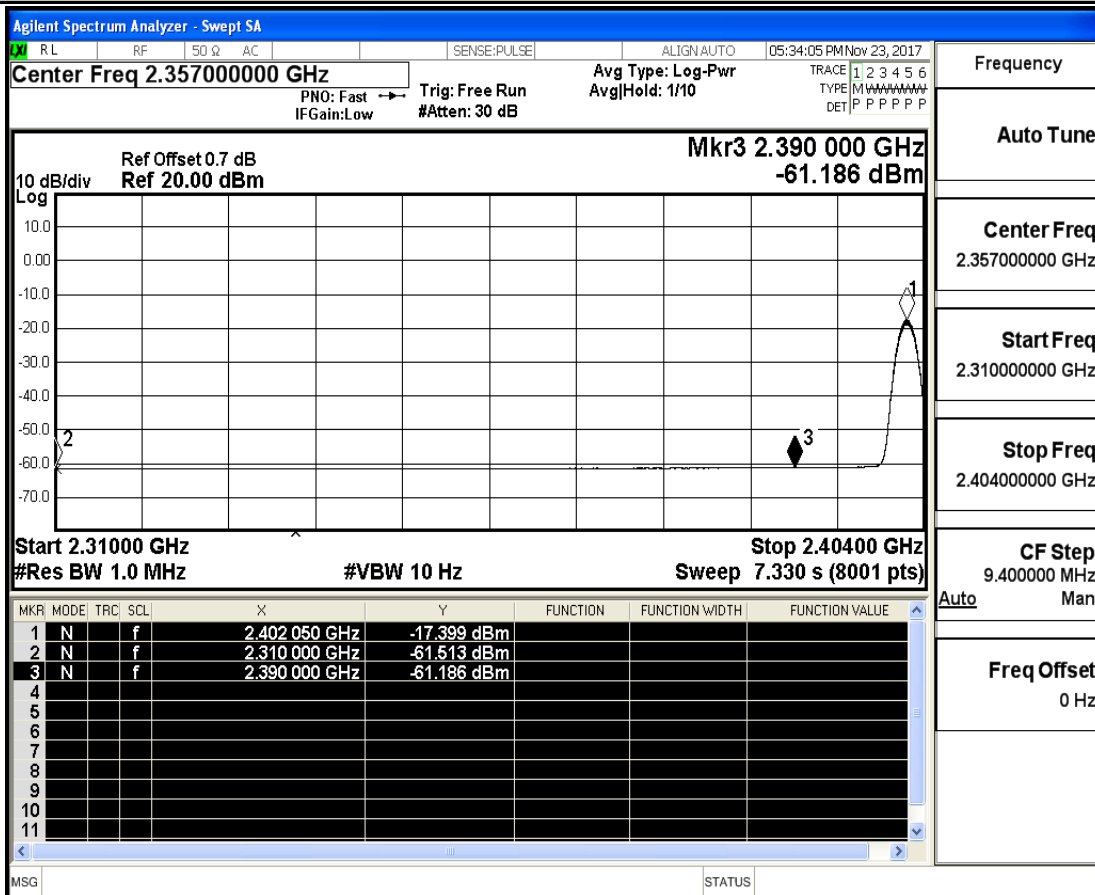 Agilent Spectrum Analyzer - Swept SA
LXI RL RF 50 Ω AC SENSE:PULSE ALIGN AUTO 05:34:05 PM Nov 23, 2017
Center Freq 2.357000000 GHz
PNO: Fast
IFGain:Low
Trig: Free Run
#Atten: 30 dB
Avg Type: Log-Pwr
Avg|Hold: 1/10
TRACE 1 2 3 4 5 6
TYPE M
DET P P P P P P
Mkr3 2.390 000 GHz
-61.186 dBm
Ref Offset 0.7 dB
10 dB/div Ref 20.00 dBm
Log
10.0
0.00
-10.0
-20.0
-30.0
-40.0
-50.0
-60.0
-70.0
1
2
3
Start 2.31000 GHz Stop 2.40400 GHz
#Res BW 1.0 MHz #VBW 10 Hz Sweep 7.330 s (8001 pts)
MKR MODE TRC SCL X Y FUNCTION FUNCTION WIDTH FUNCTION VALUE
1 N f 2.402 050 GHz -17.399 dBm
2 N f 2.310 000 GHz -61.513 dBm
3 N f 2.390 000 GHz -61.186 dBm
4
5
6
7
8
9
10
11
MSG STATUS
Frequency
Auto Tune
Center Freq
2.357000000 GHz
Start Freq
2.310000000 GHz
Stop Freq
2.404000000 GHz
CF Step
9.400000 MHz
Auto Man
Freq Offset
0 Hz